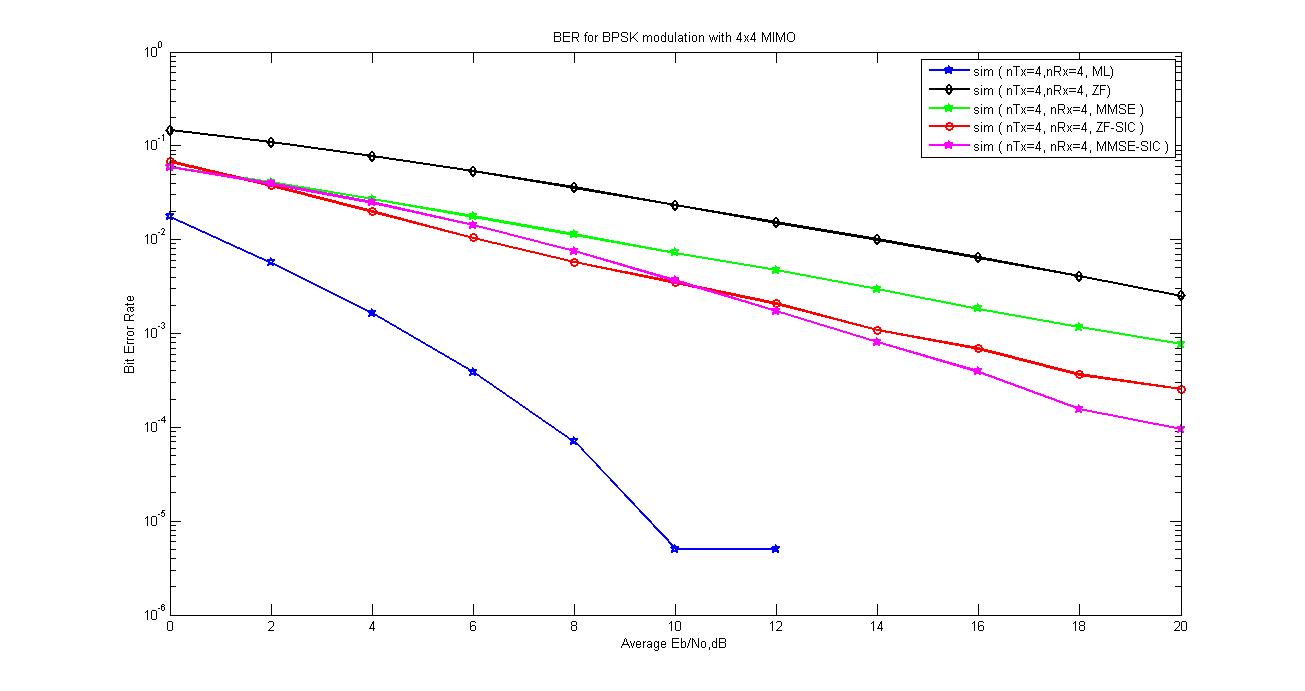 BER for BPSK modulation with 4x4 MIMO
sim ( nTx=4,nRx=4, ML)
sim ( nTx=4,nRx=4, ZF)
sim ( nTx=4, nRx=4, MMSE )
sim ( nTx=4, nRx=4, ZF-SIC )
sim ( nTx=4, nRx=4, MMSE-SIC )
Bit Error Rate
10^0
10^-1
10^-2
10^-3
10^-4
10^-5
10^-6
0 2 4 6 8 10 12 14 16 18 20
Average Eb/No,dB